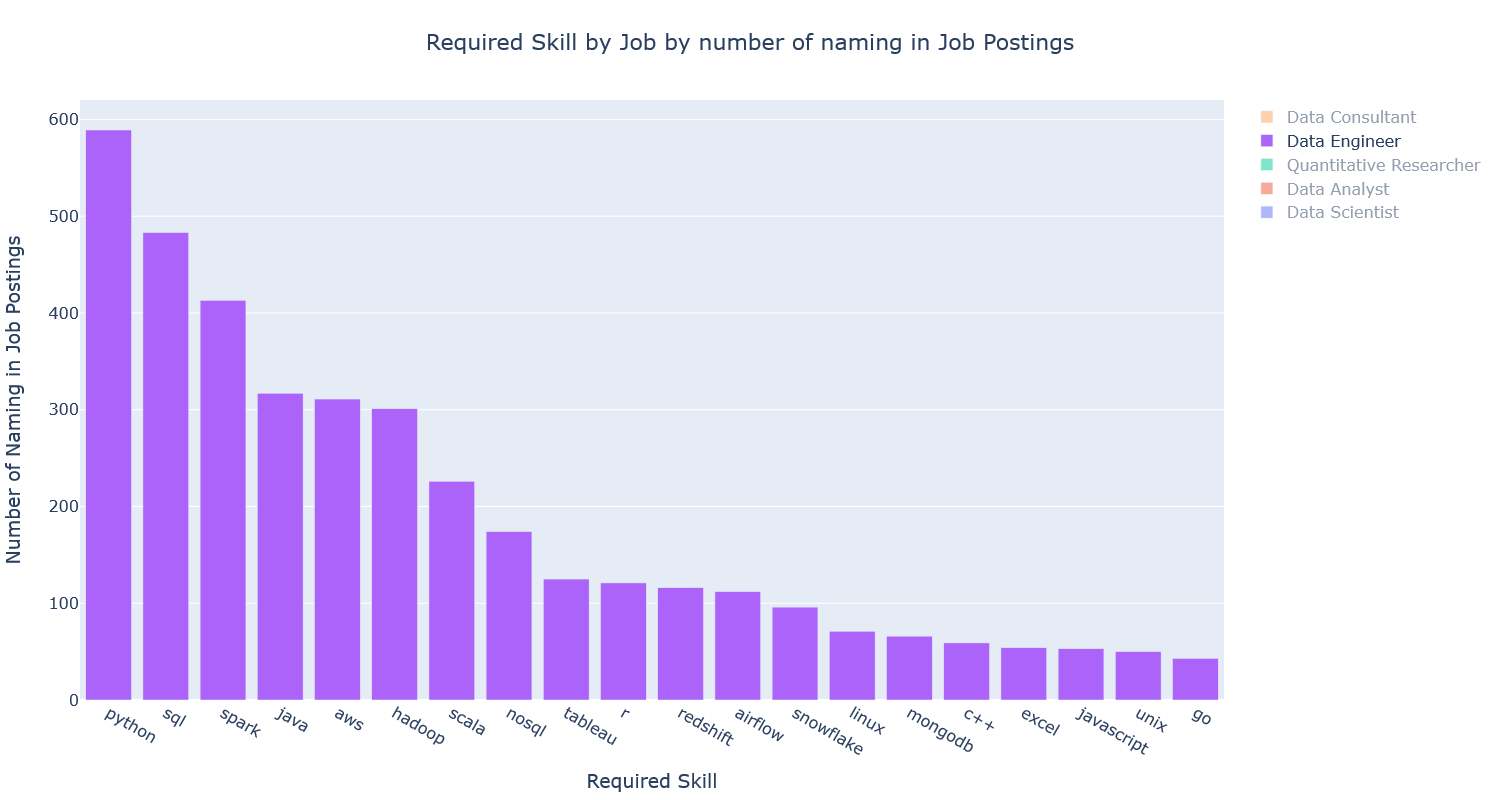 Required Skill by Job by number of naming in Job Postings
Data Consultant
Data Engineer
Quantitative Researcher
Data Analyst
Data Scientist
Number of Naming in Job Postings
600
500
400
300
200
100
0
python
sql
spark
java
aws
hadoop
scala
nosql
tableau
r
redshift
airflow
snowflake
linux
mongodb
c++
excel
javascript
unix
go
Required Skill